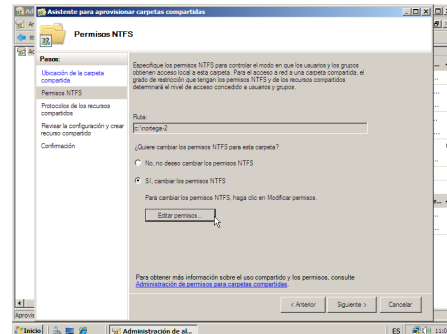 Asistente para aprovisionar carpetas compartidas
Permisos NTFS
Pasos:
Ubicación de la carpeta
compartida
Permisos NTFS
Protocolos de los recursos
compartidos
Revisar la configuración y crear
recurso compartido
Confirmación
Especifique los permisos NTFS para controlar el modo en que los usuarios y los grupos
obtienen acceso local a esta carpeta. Para el acceso a red a una carpeta compartida, el
grado de restricción que tengan los permisos NTFS y de los recursos compartidos
determinará el nivel de acceso concedido a usuarios y grupos.
Ruta:
c:\nortega-2
¿Quiere cambiar los permisos NTFS para esta carpeta?
No, no deseo cambiar los permisos NTFS
Sí, cambiar los permisos NTFS
Para cambiar los permisos NTFS, haga clic en Modificar permisos.
Editar permisos...
Para obtener más información sobre el uso compartido y los permisos, consulte
Administración de permisos para carpetas compartidas.
< Anterior
Siguiente >
Cancelar
Aprovis
Inicio
Administración de al...
ES